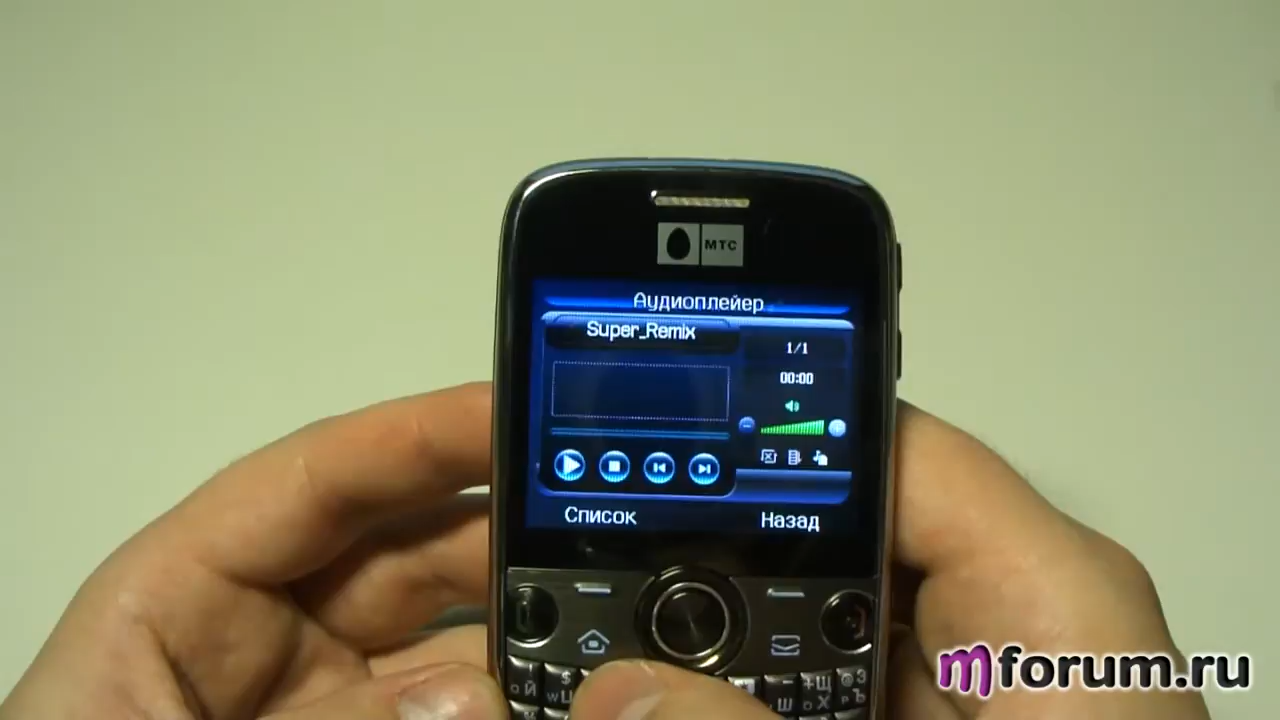 МТС
Аудиоплейер
Super_Remix
1/1
00:00
Список
Назад
mforum.ru